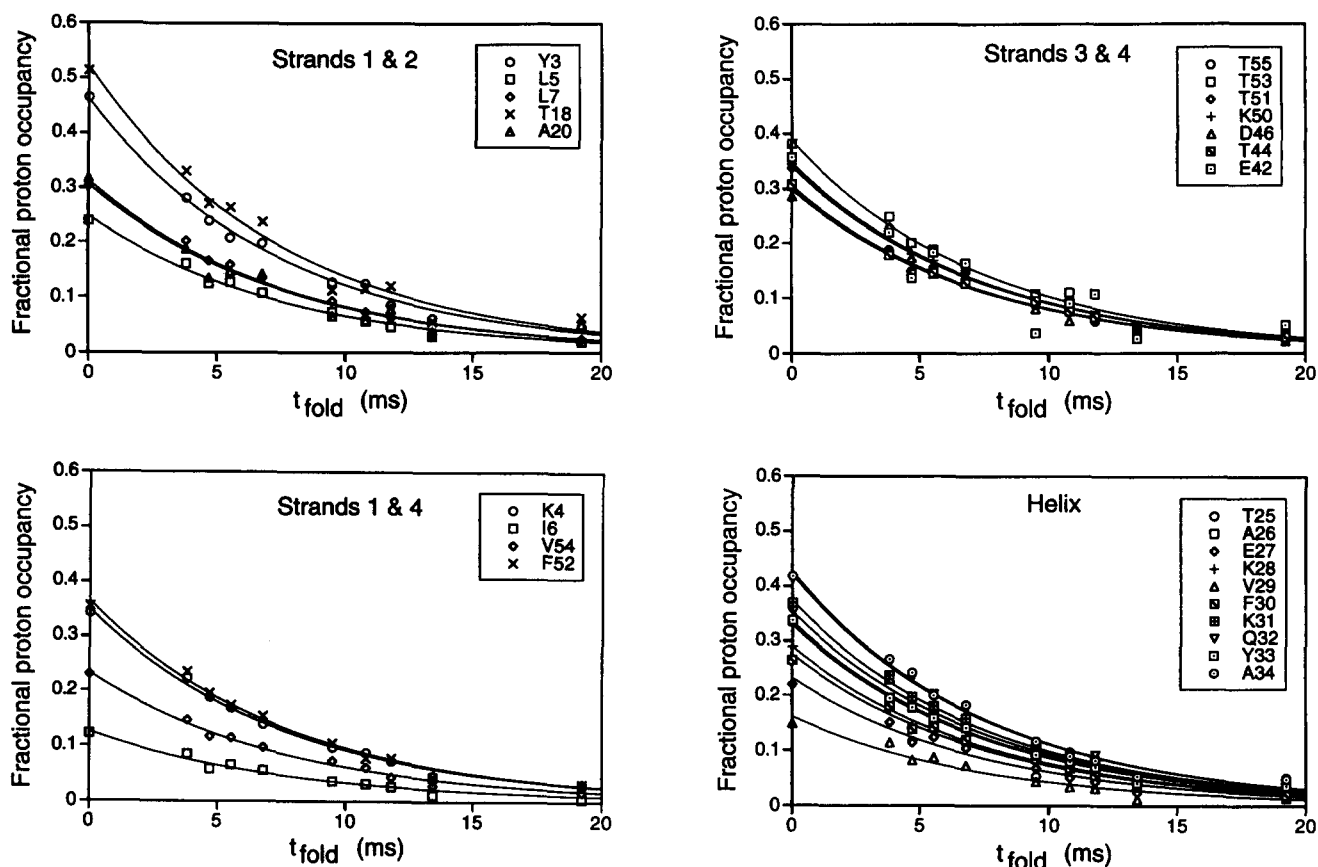 Fractional proton occupancy
0.6
0.5
0.4
0.3
0.2
0.1
0
Strands 1 & 2
Y3
L5
L7
T18
A20
0 5 10 15 20
t fold (ms)
Fractional proton occupancy
0.6
0.5
0.4
0.3
0.2
0.1
0
Strands 3 & 4
T55
T53
T51
K50
D46
T44
E42
0 5 10 15 20
t fold (ms)
Fractional proton occupancy
0.6
0.5
0.4
0.3
0.2
0.1
0
Strands 1 & 4
K4
I6
V54
F52
0 5 10 15 20
t fold (ms)
Fractional proton occupancy
0.6
0.5
0.4
0.3
0.2
0.1
0
Helix
T25
A26
E27
K28
V29
F30
K31
Q32
Y33
A34
0 5 10 15 20
t fold (ms)